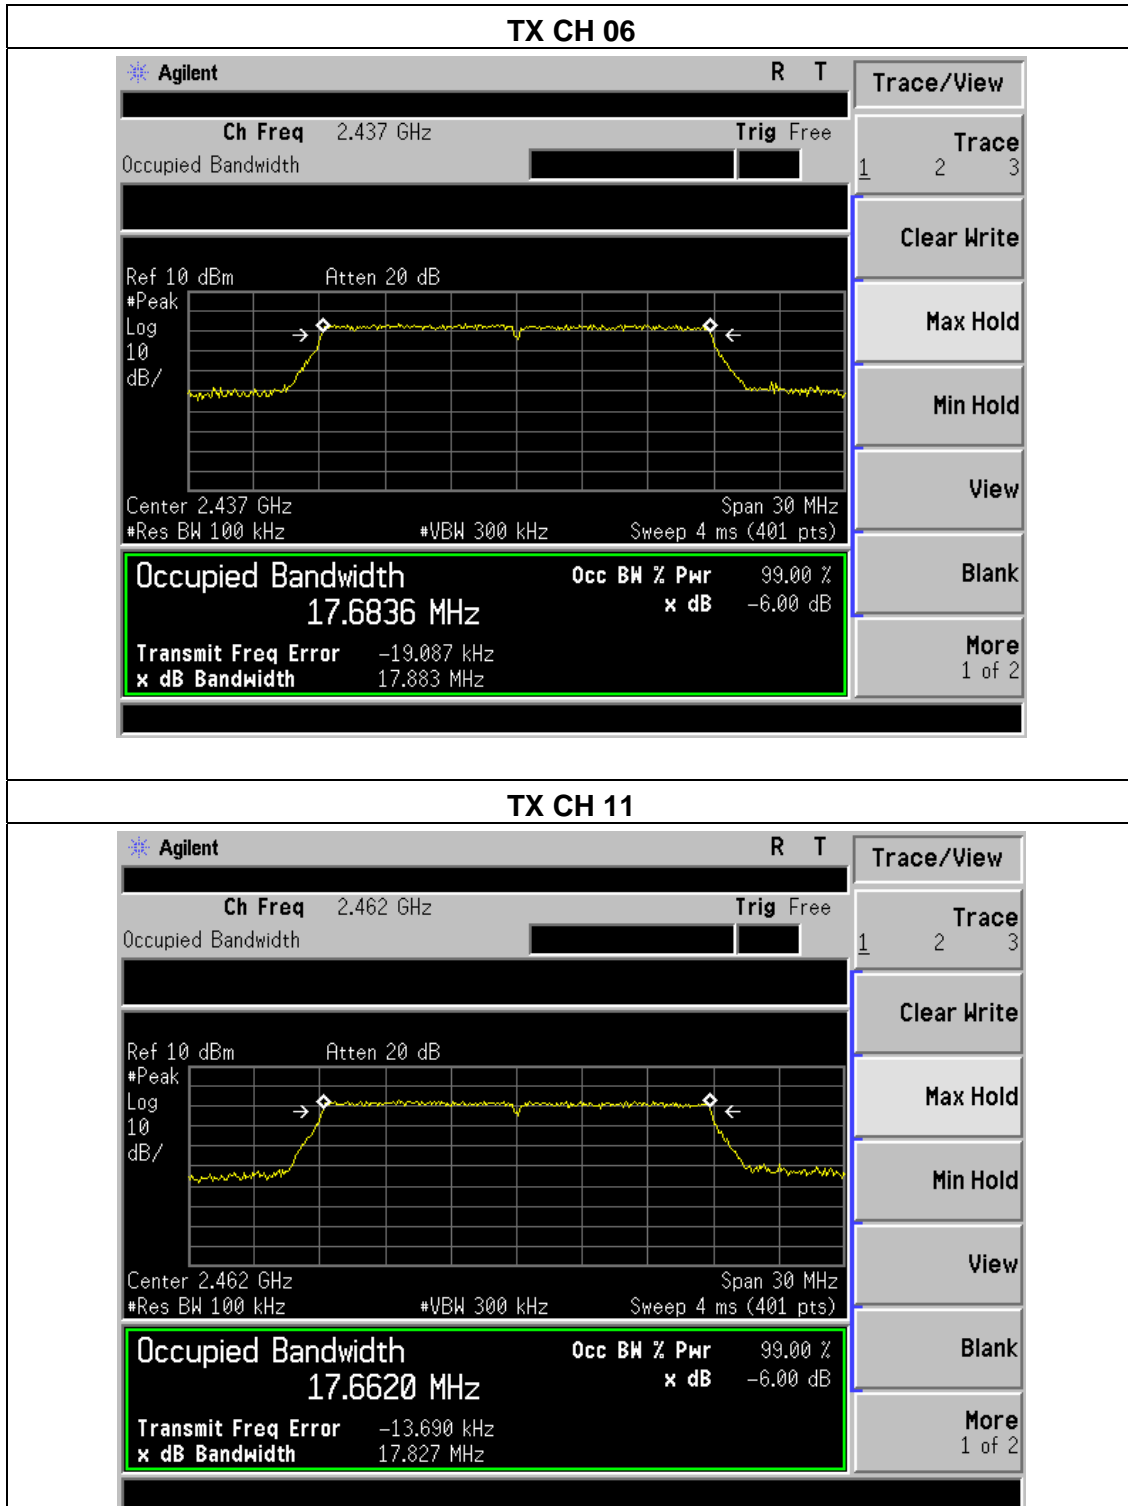 TX CH 06
Agilent R T
Trace/View
Ch Freq 2.437 GHz Trig Free
Occupied Bandwidth
Trace
1 2 3
Clear Write
Ref 10 dBm Atten 20 dB
#Peak
Log
10
dB/
Max Hold
Min Hold
View
Center 2.437 GHz Span 30 MHz
#Res BW 100 kHz #VBW 300 kHz Sweep 4 ms (401 pts)
Occupied Bandwidth Occ BW % Pwr 99.00 %
17.6836 MHz x dB -6.00 dB
Blank
Transmit Freq Error -19.087 kHz
x dB Bandwidth 17.883 MHz
More
1 of 2
TX CH 11
Agilent R T
Trace/View
Ch Freq 2.462 GHz Trig Free
Occupied Bandwidth
Trace
1 2 3
Clear Write
Ref 10 dBm Atten 20 dB
#Peak
Log
10
dB/
Max Hold
Min Hold
View
Center 2.462 GHz Span 30 MHz
#Res BW 100 kHz #VBW 300 kHz Sweep 4 ms (401 pts)
Occupied Bandwidth Occ BW % Pwr 99.00 %
17.6620 MHz x dB -6.00 dB
Blank
Transmit Freq Error -13.690 kHz
x dB Bandwidth 17.827 MHz
More
1 of 2